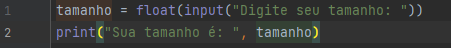 1 tamanho = float(input("Digite seu tamanho: "))
2 print("Sua tamanho é: ", tamanho)